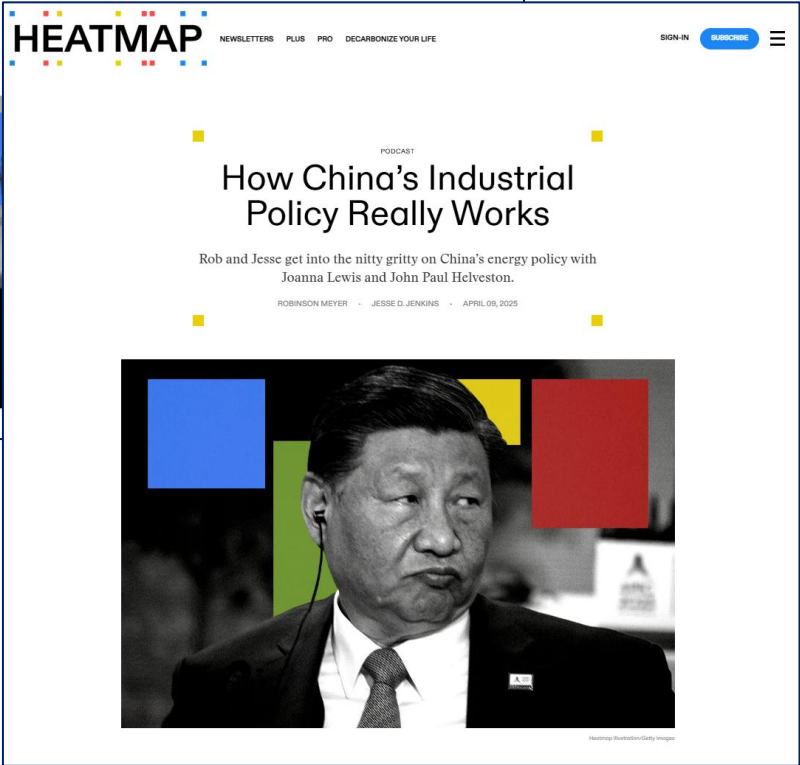 HEATMAP
NEWSLETTERS PLUS PRO DECARBONIZE YOUR LIFE
SIGN-IN SUBSCRIBE
PODCAST
How China's Industrial
Policy Really Works
Rob and Jesse get into the nitty gritty on China's energy policy with
Joanna Lewis and John Paul Helveston.
ROBINSON MEYER • JESSE D. JENKINS • APRIL 09, 2025
Heatmap Illustration/Getty Images